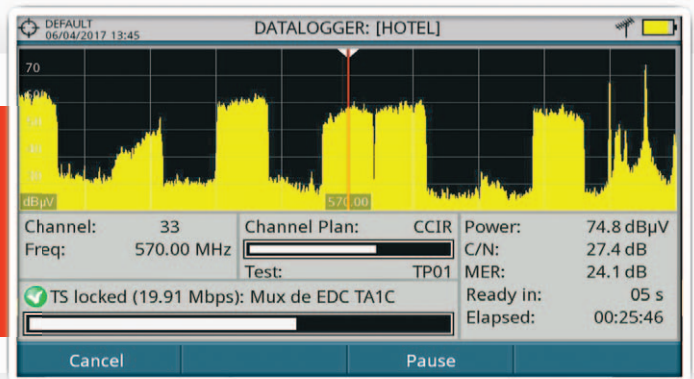 DEFAULT
06/04/2017 13:45
DATALOGGER: [HOTEL]
70
dBµV
570.00
Channel: 33
Freq: 570.00 MHz
Channel Plan: CCIR
Test: TP01
Power: 74.8 dBµV
C/N: 27.4 dB
MER: 24.1 dB
Ready in: 05 s
Elapsed: 00:25:46
TS locked (19.91 Mbps): Mux de EDC TA1C
Cancel
Pause